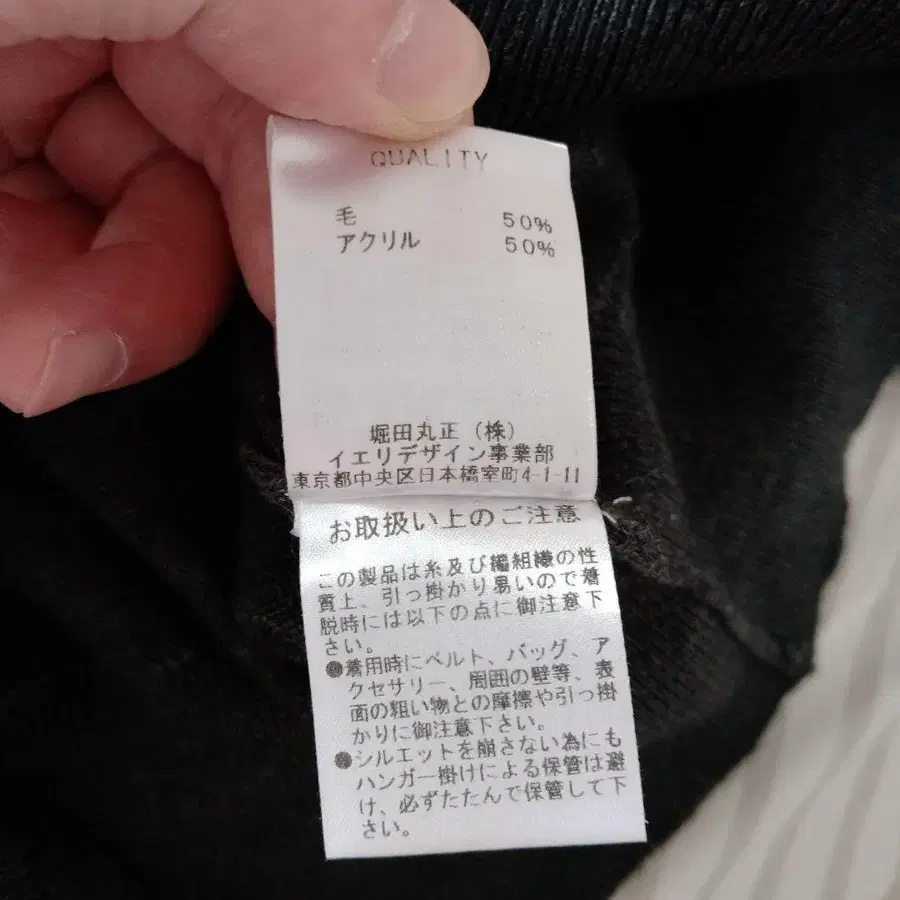 QUALITY
毛 50%
アクリル 50%
堀田丸正(株)
イエリデザイン事業部
東京都中央区日本橋室町4-1-11
お取扱い上のご注意
この製品は糸及び編組織の性
質上、引っ掛かり易いので着
脱時には以下の点に御注意下
さい。
●着用時にベルト、バッグ、ア
クセサリー、周囲の壁等、表
面の粗い物との摩擦や引っ掛
かりに御注意下さい。
●シルエットを崩さない為にも
ハンガー掛けによる保管は避
け、必ずたたんで保管して下
さい。